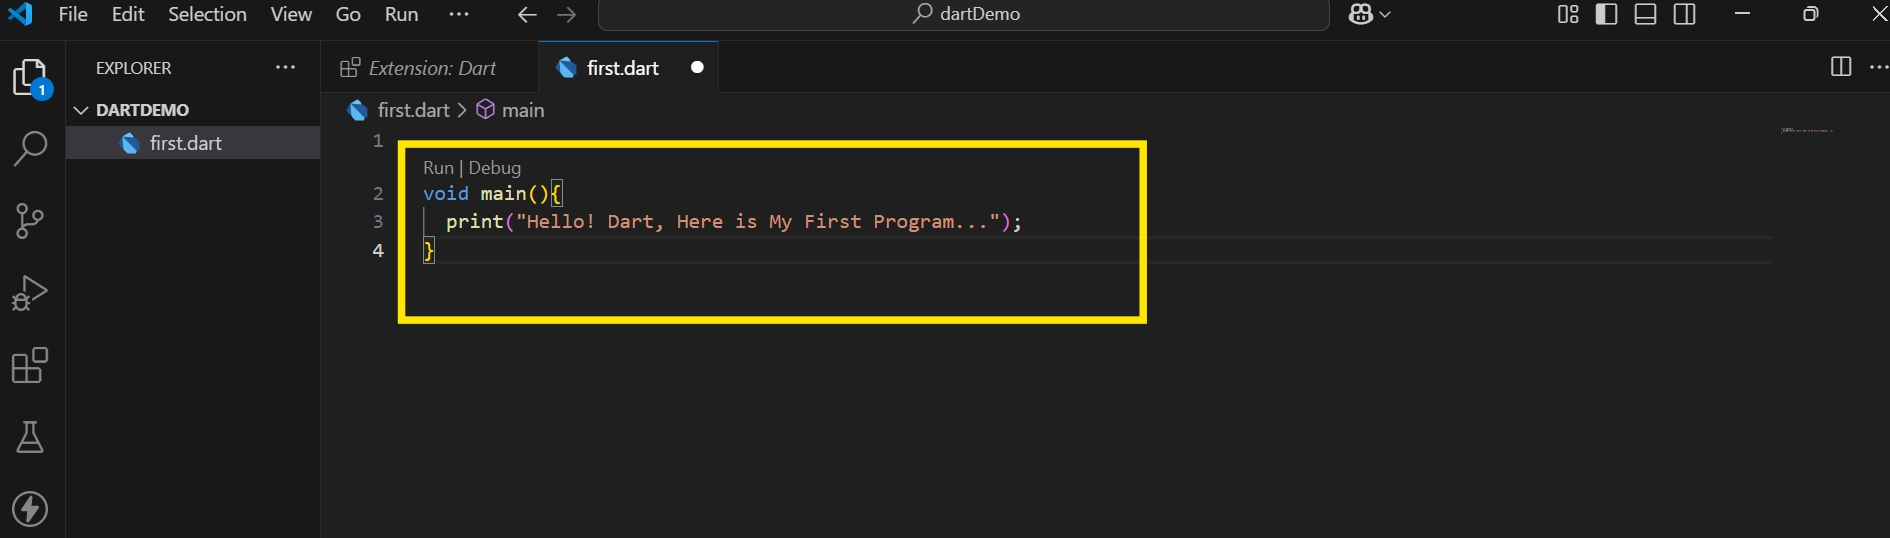 File Edit Selection View Go Run ···
dartDemo
EXPLORER ···
Extension: Dart
first.dart
1
DARTDEMO
first.dart
first.dart > main
1
Run | Debug
2 void main(){
3 print("Hello! Dart, Here is My First Program...");
4 }